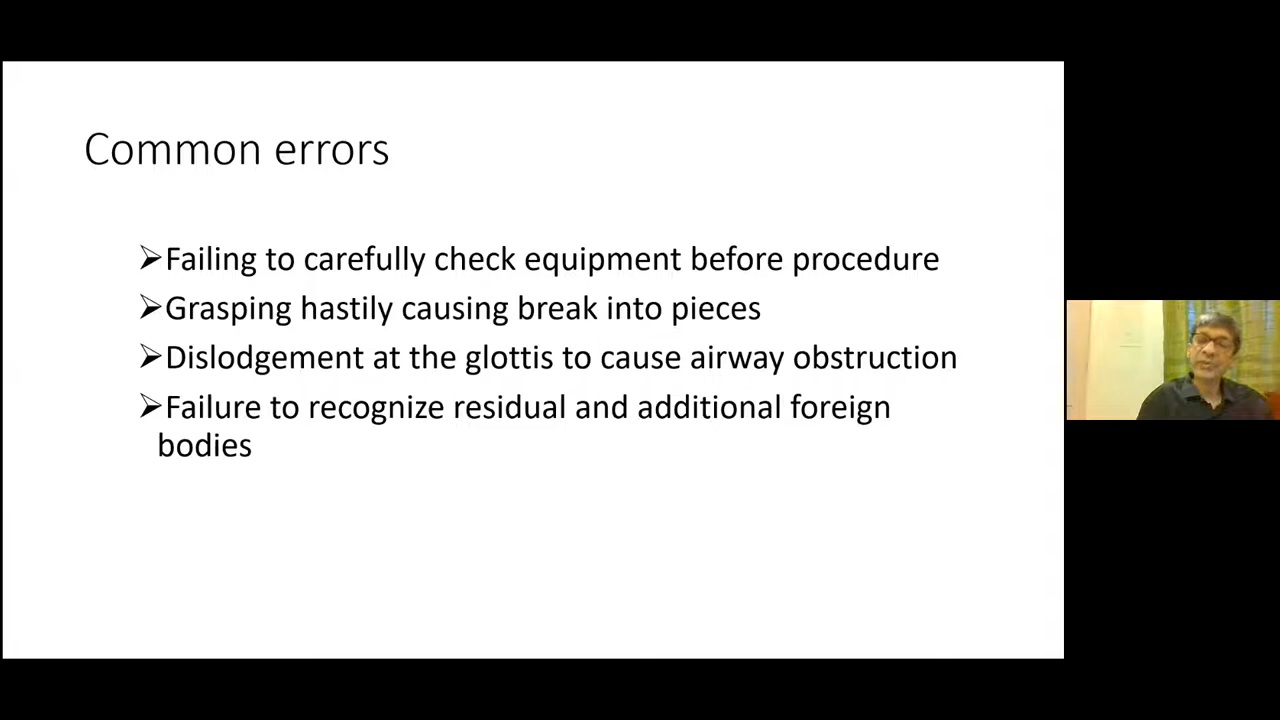 Common errors
➢Failing to carefully check equipment before procedure
➢Grasping hastily causing break into pieces
➢Dislodgement at the glottis to cause airway obstruction
➢Failure to recognize residual and additional foreign
bodies